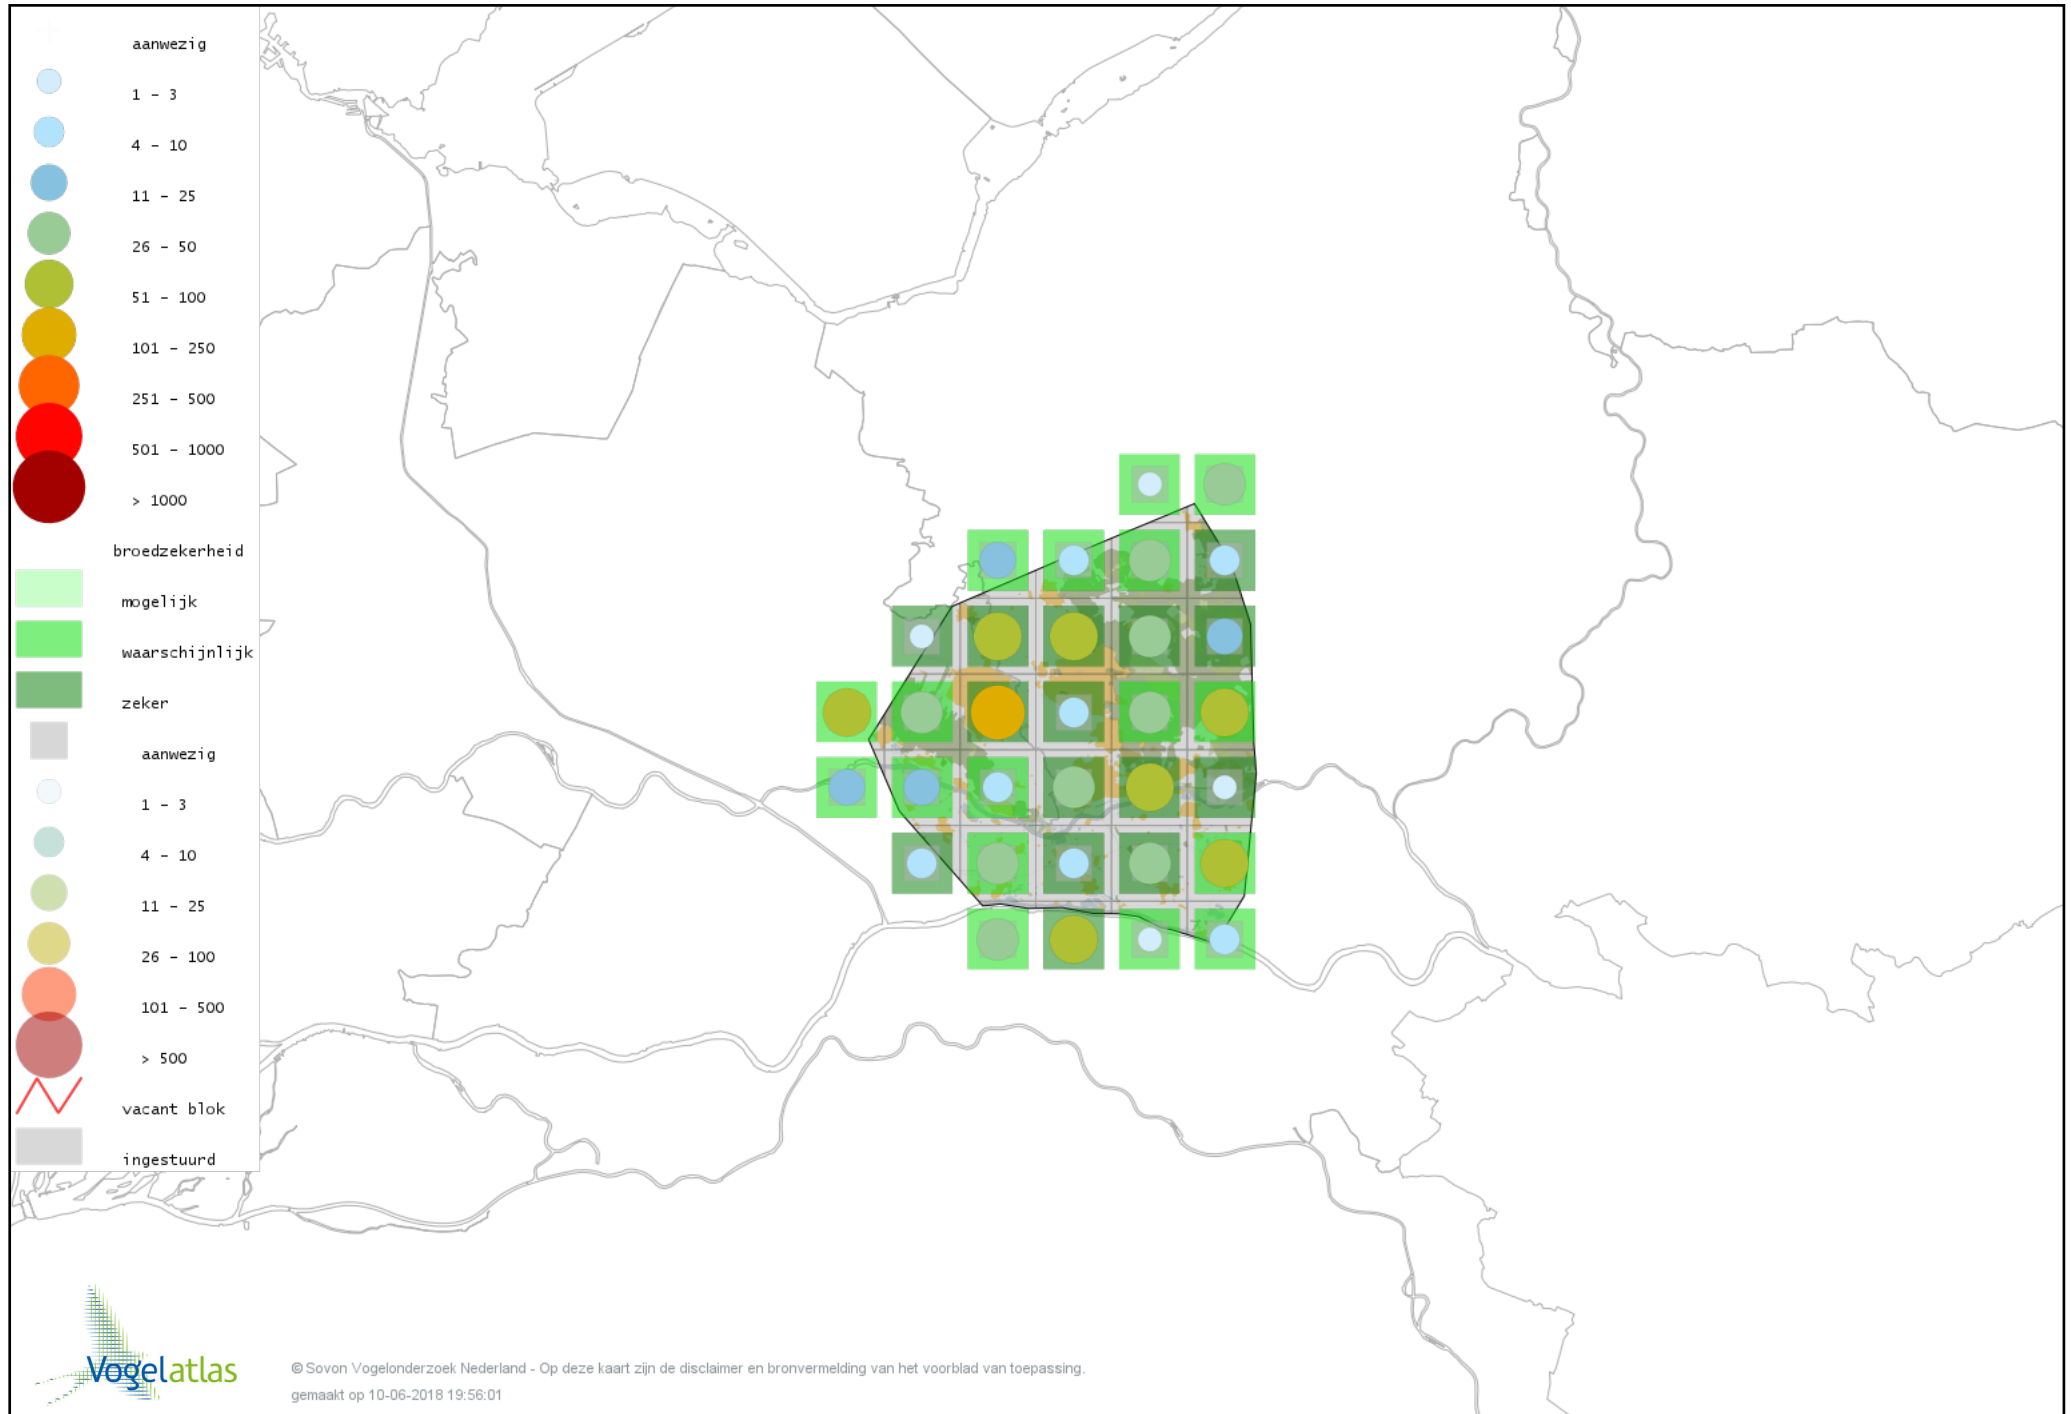 aanwezig
1 - 3
4 - 10
11 - 25
26 - 50
51 - 100
101 - 250
251 - 500
501 - 1000
> 1000
broedzekerheid
mogelijk
waarschijnlijk
zeker
aanwezig
1 - 3
4 - 10
11 - 25
26 - 100
101 - 500
> 500
vacant blok
ingestuurd
Vogelatlas
© Sovon Vogelonderzoek Nederland - Op deze kaart zijn de disclaimer en bronvermelding van het voorblad van toepassing.
gemaakt op 10-06-2018 19:56:01